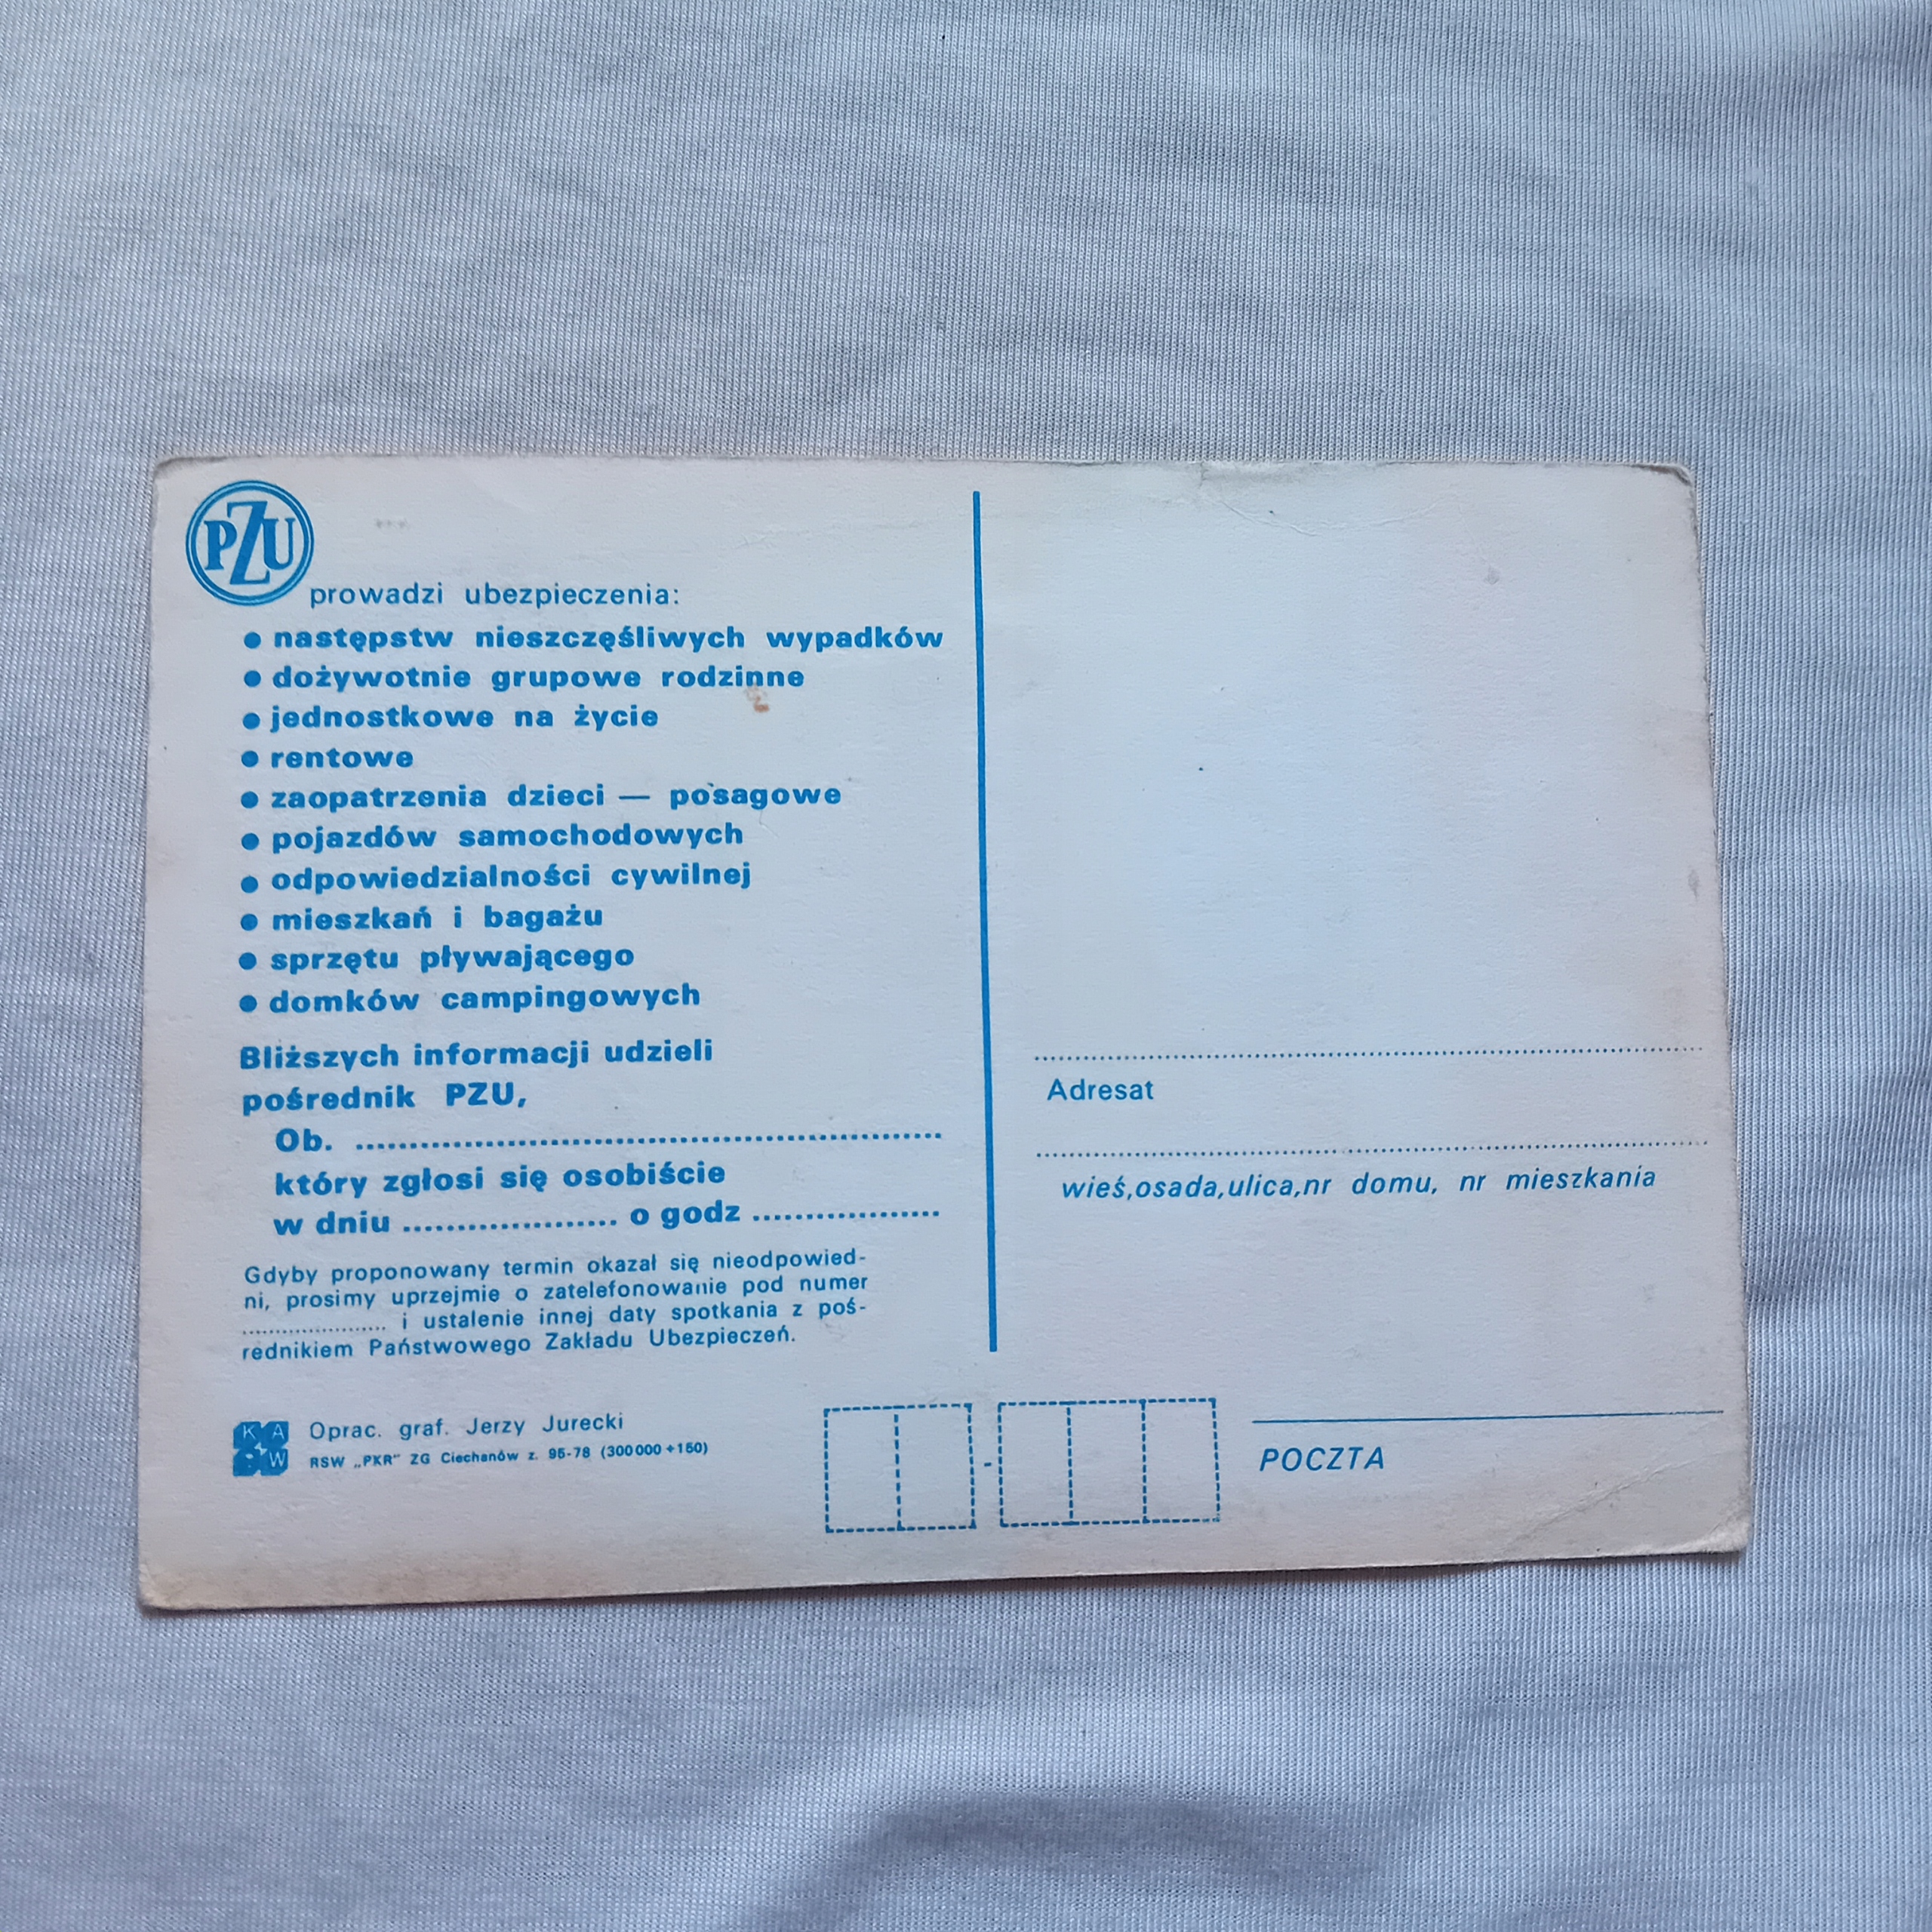 PZU
prowadzi ubezpieczenia:
● następstw nieszczęśliwych wypadków
● dożywotnie grupowe rodzinne
● jednostkowe na życie
● rentowe
● zaopatrzenia dzieci — posagowe
● pojazdów samochodowych
● odpowiedzialności cywilnej
● mieszkań i bagażu
● sprzętu pływającego
● domków campingowych
Bliższych informacji udzieli
pośrednik PZU,
Ob. ..........
który zgłosi się osobiście
w dniu .......... o godz ..........
Gdyby proponowany termin okazał się nieodpowied-
ni, prosimy uprzejmie o zatelefonowanie pod numer
.......... i ustalenie innej daty spotkania z poś-
rednikiem Państwowego Zakładu Ubezpieczeń.
K A W
Oprac. graf. Jerzy Jurecki
RSW „PKR” ZG Ciechanów z. 95-78 (300 000 + 150)
Adresat
wieś,osada,ulica,nr domu, nr mieszkania
-
POCZTA